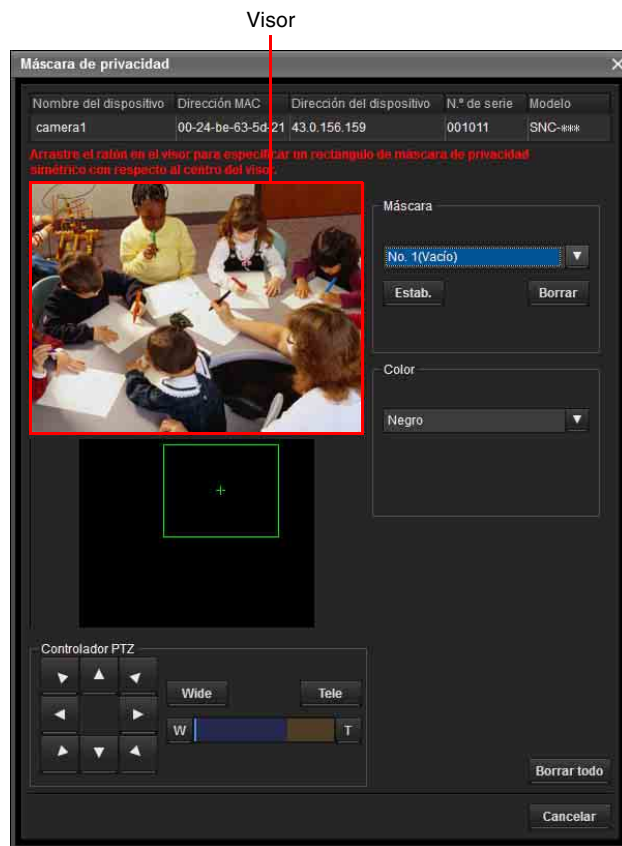 Visor
Máscara de privacidad
Nombre del dispositivo Dirección MAC Dirección del dispositivo N.º de serie Modelo
camera1 00-24-be-63-5d-21 43.0.156.159 001011 SNC-***
Arrastre el ratón en el visor para especificar un rectángulo de máscara de privacidad
simétrico con respecto al centro del visor.
Máscara
No. 1(Vacío)
Estab. Borrar
Color
Negro
Controlador PTZ
Wide Tele
W T
Borrar todo
Cancelar